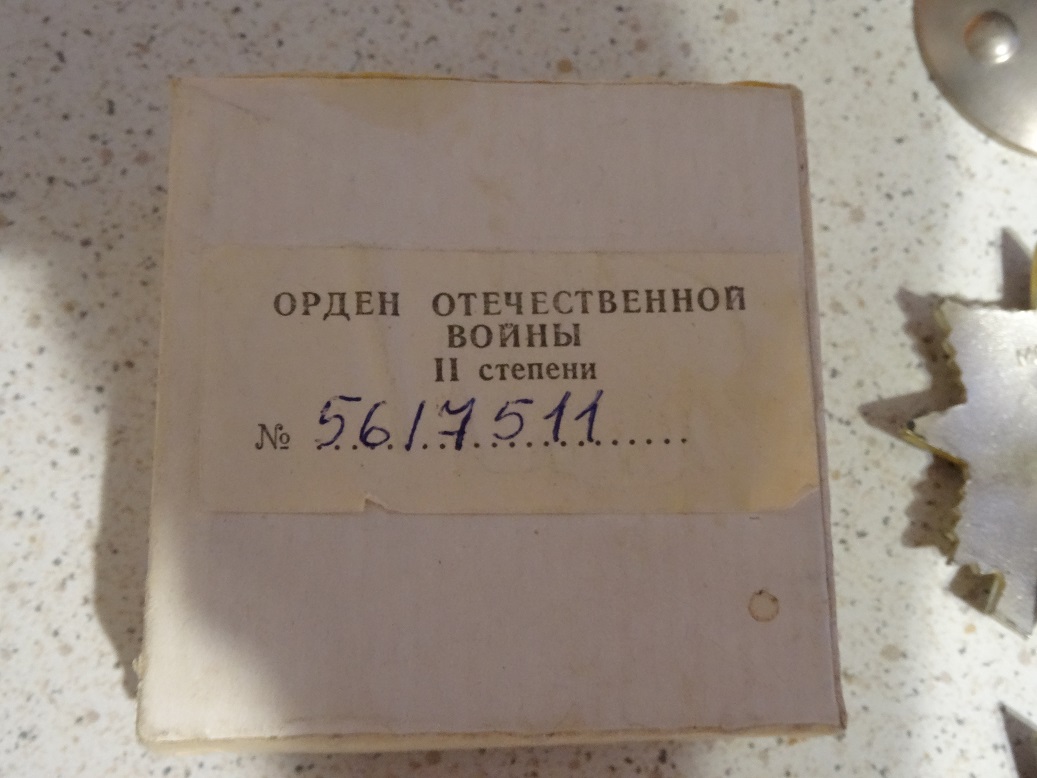 ОРДЕН ОТЕЧЕСТВЕННОЙ
ВОЙНЫ
II степени
№ 5617511